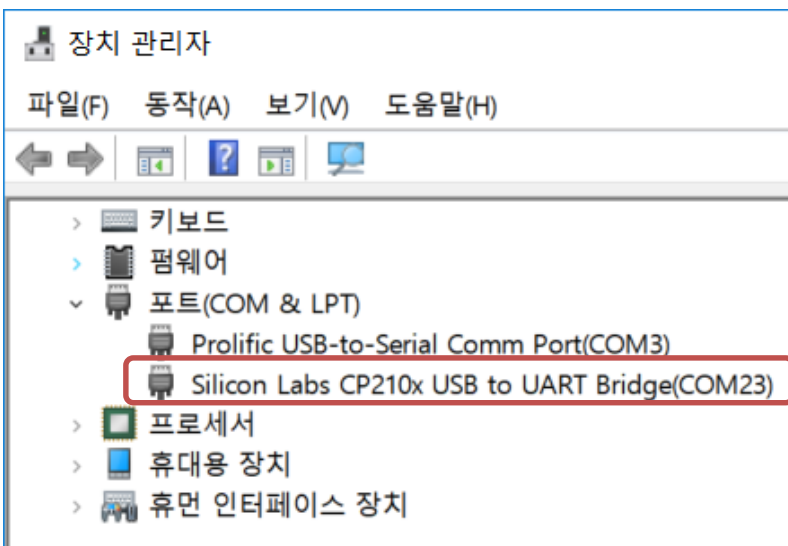 장치 관리자
파일(F) 동작(A) 보기(V) 도움말(H)
키보드
펌웨어
포트(COM & LPT)
Prolific USB-to-Serial Comm Port(COM3)
Silicon Labs CP210x USB to UART Bridge(COM23)
프로세서
휴대용 장치
휴먼 인터페이스 장치